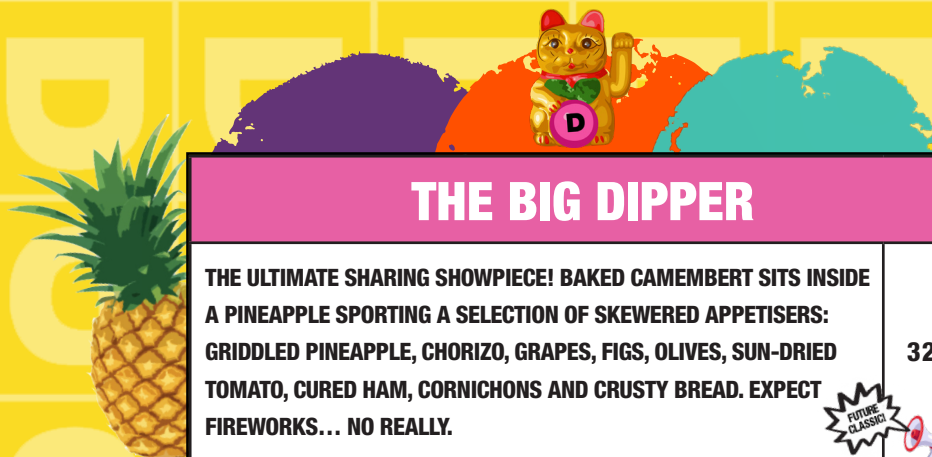 D
THE BIG DIPPER
THE ULTIMATE SHARING SHOWPIECE! BAKED CAMEMBERT SITS INSIDE
A PINEAPPLE SPORTING A SELECTION OF SKEWERED APPETISERS:
GRIDDLED PINEAPPLE, CHORIZO, GRAPES, FIGS, OLIVES, SUN-DRIED
TOMATO, CURED HAM, CORNICHONS AND CRUSTY BREAD. EXPECT
FIREWORKS... NO REALLY.
32
FUTURE
CLASSIC!